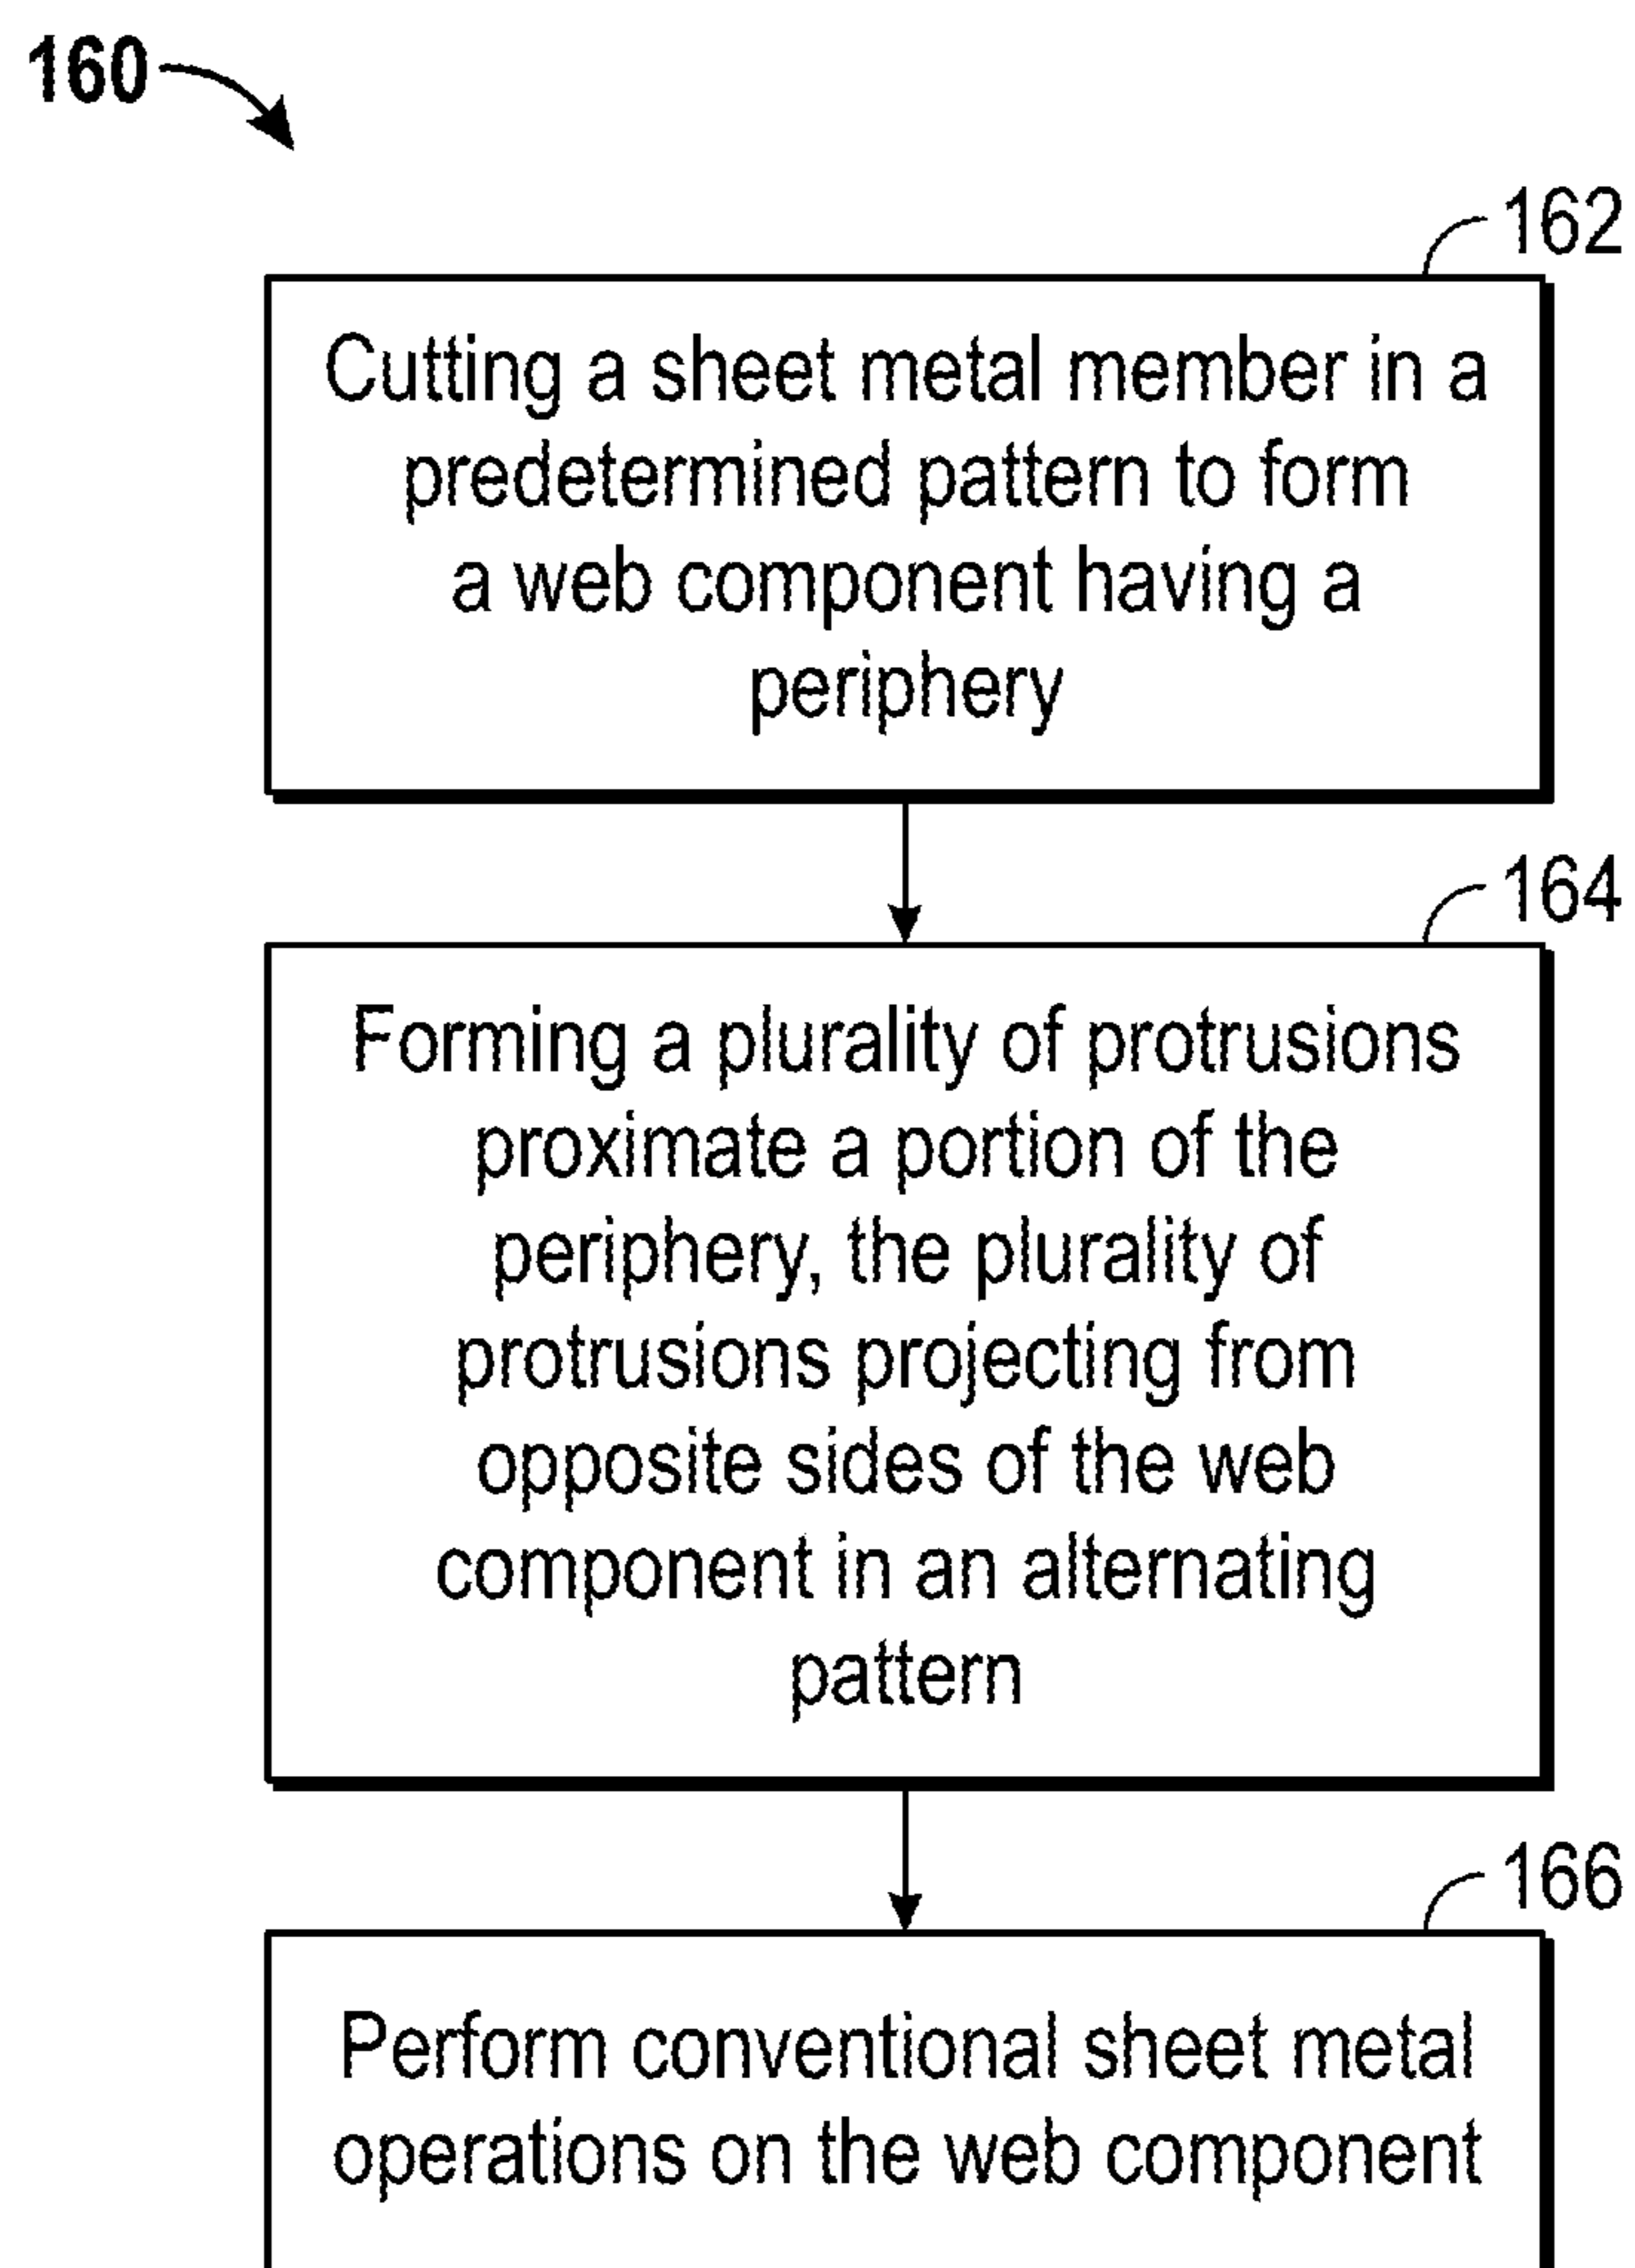 160
162
Cutting a sheet metal member in a
predetermined pattern to form
a web component having a
periphery
164
Forming a plurality of protrusions
proximate a portion of the
periphery, the plurality of
protrusions projecting from
opposite sides of the web
component in an alternating
pattern
166
Perform conventional sheet metal
operations on the web component